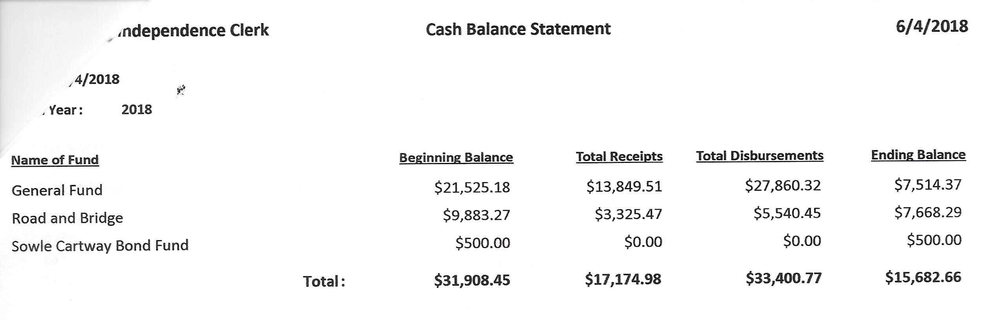 ndependence Clerk Cash Balance Statement 6/4/2018
4/2018
Year: 2018
Name of Fund Beginning Balance Total Receipts Total Disbursements Ending Balance
General Fund $21,525.18 $13,849.51 $27,860.32 $7,514.37
Road and Bridge $9,883.27 $3,325.47 $5,540.45 $7,668.29
Sowle Cartway Bond Fund $500.00 $0.00 $0.00 $500.00
Total: $31,908.45 $17,174.98 $33,400.77 $15,682.66